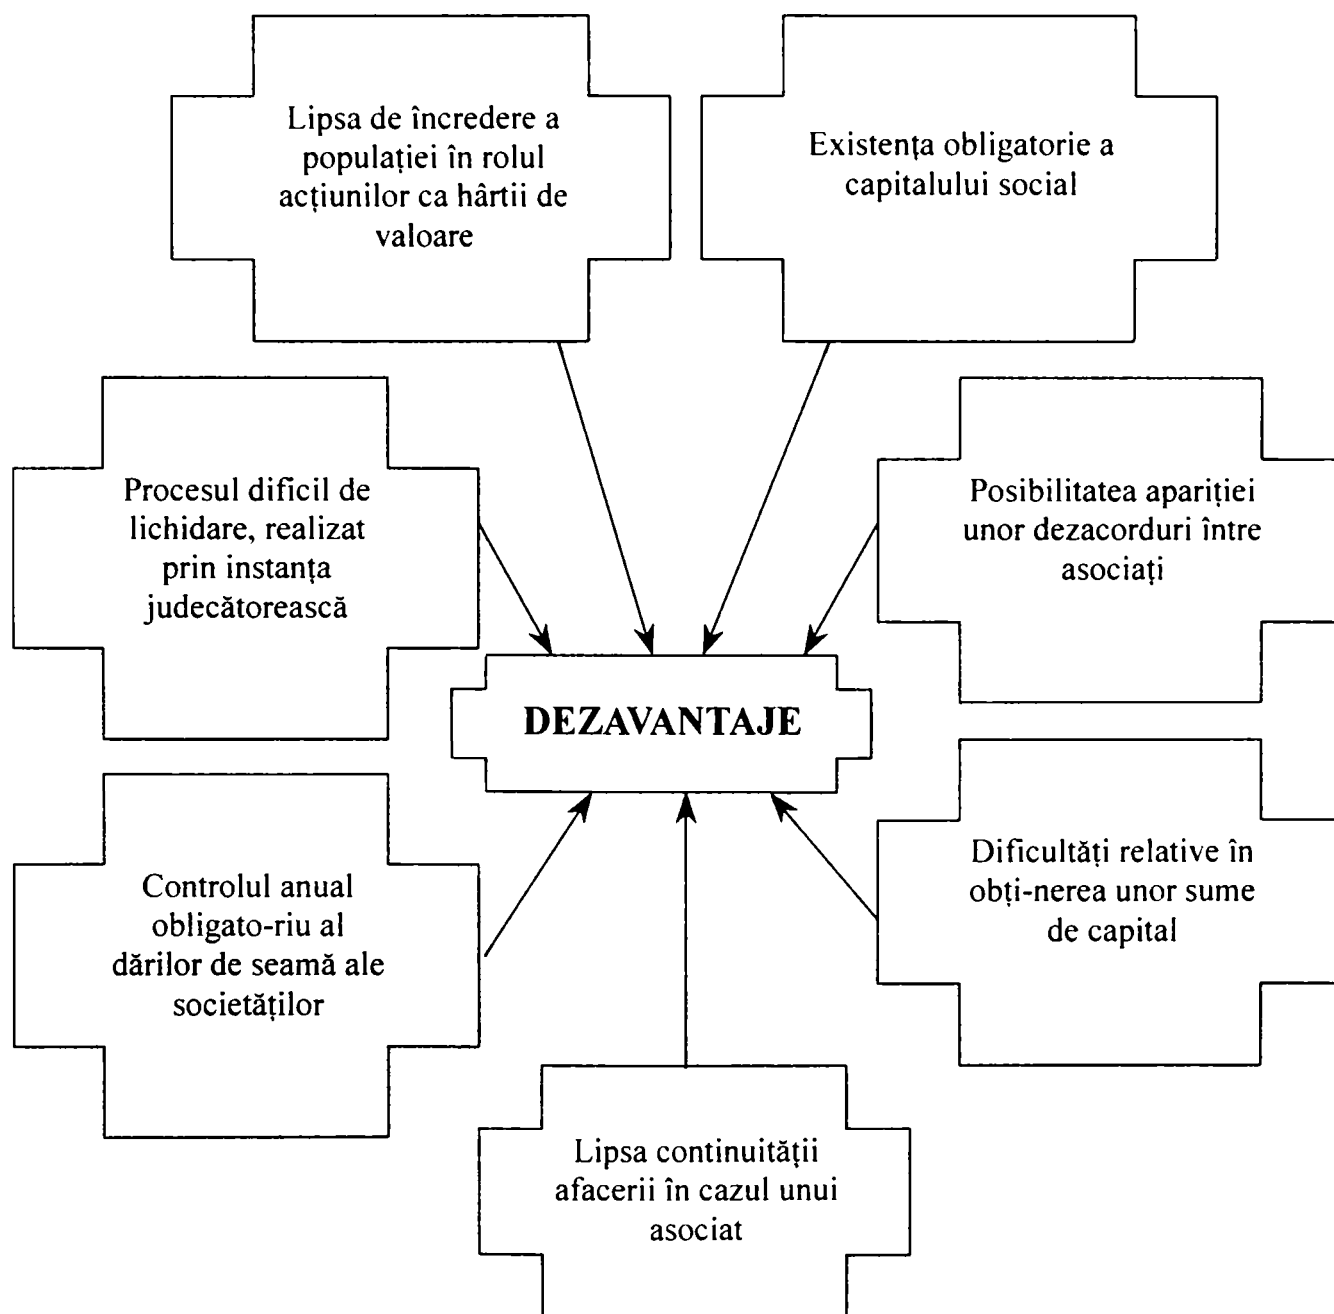 Lipsa de încredere a
populației în rolul
acțiunilor ca hârtii de
valoare
Existența obligatorie a
capitalului social
Procesul dificil de
lichidare, realizat
prin instanța
judecătorească
Posibilitatea apariției
unor dezacorduri între
asociați
DEZAVANTAJE
Controlul anual
obligato-riu al
dărilor de seamă ale
societăților
Dificultăți relative în
obți-nerea unor sume
de capital
Lipsa continuității
afacerii în cazul unui
asociat